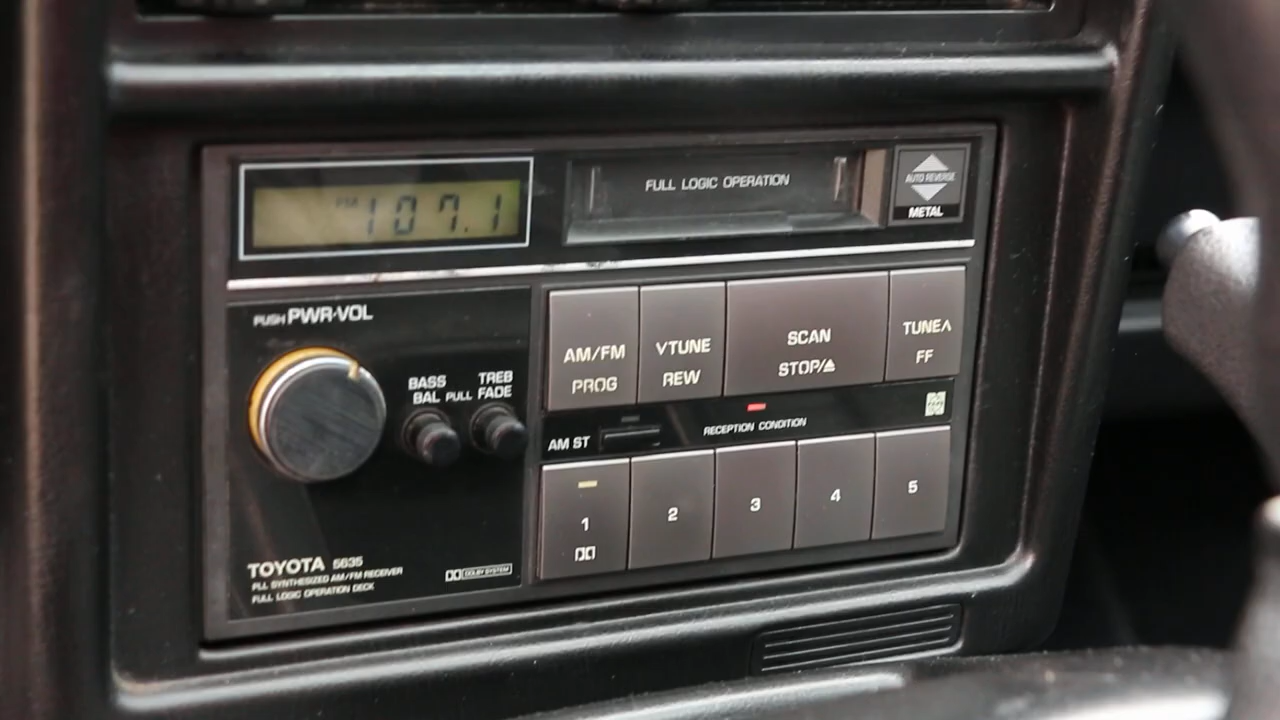 FM 107.1
FULL LOGIC OPERATION
AUTO REVERSE
METAL
PUSH PWR·VOL
BASS
BAL
PULL
TREB
FADE
AM/FM
PROG
∨TUNE
REW
SCAN
STOP/⏏
TUNE∧
FF
AM ST
RECEPTION CONDITION
1
2
3
4
5
TOYOTA 5635
PLL SYNTHESIZED AM/FM RECEIVER
FULL LOGIC OPERATION DECK
DOLBY SYSTEM